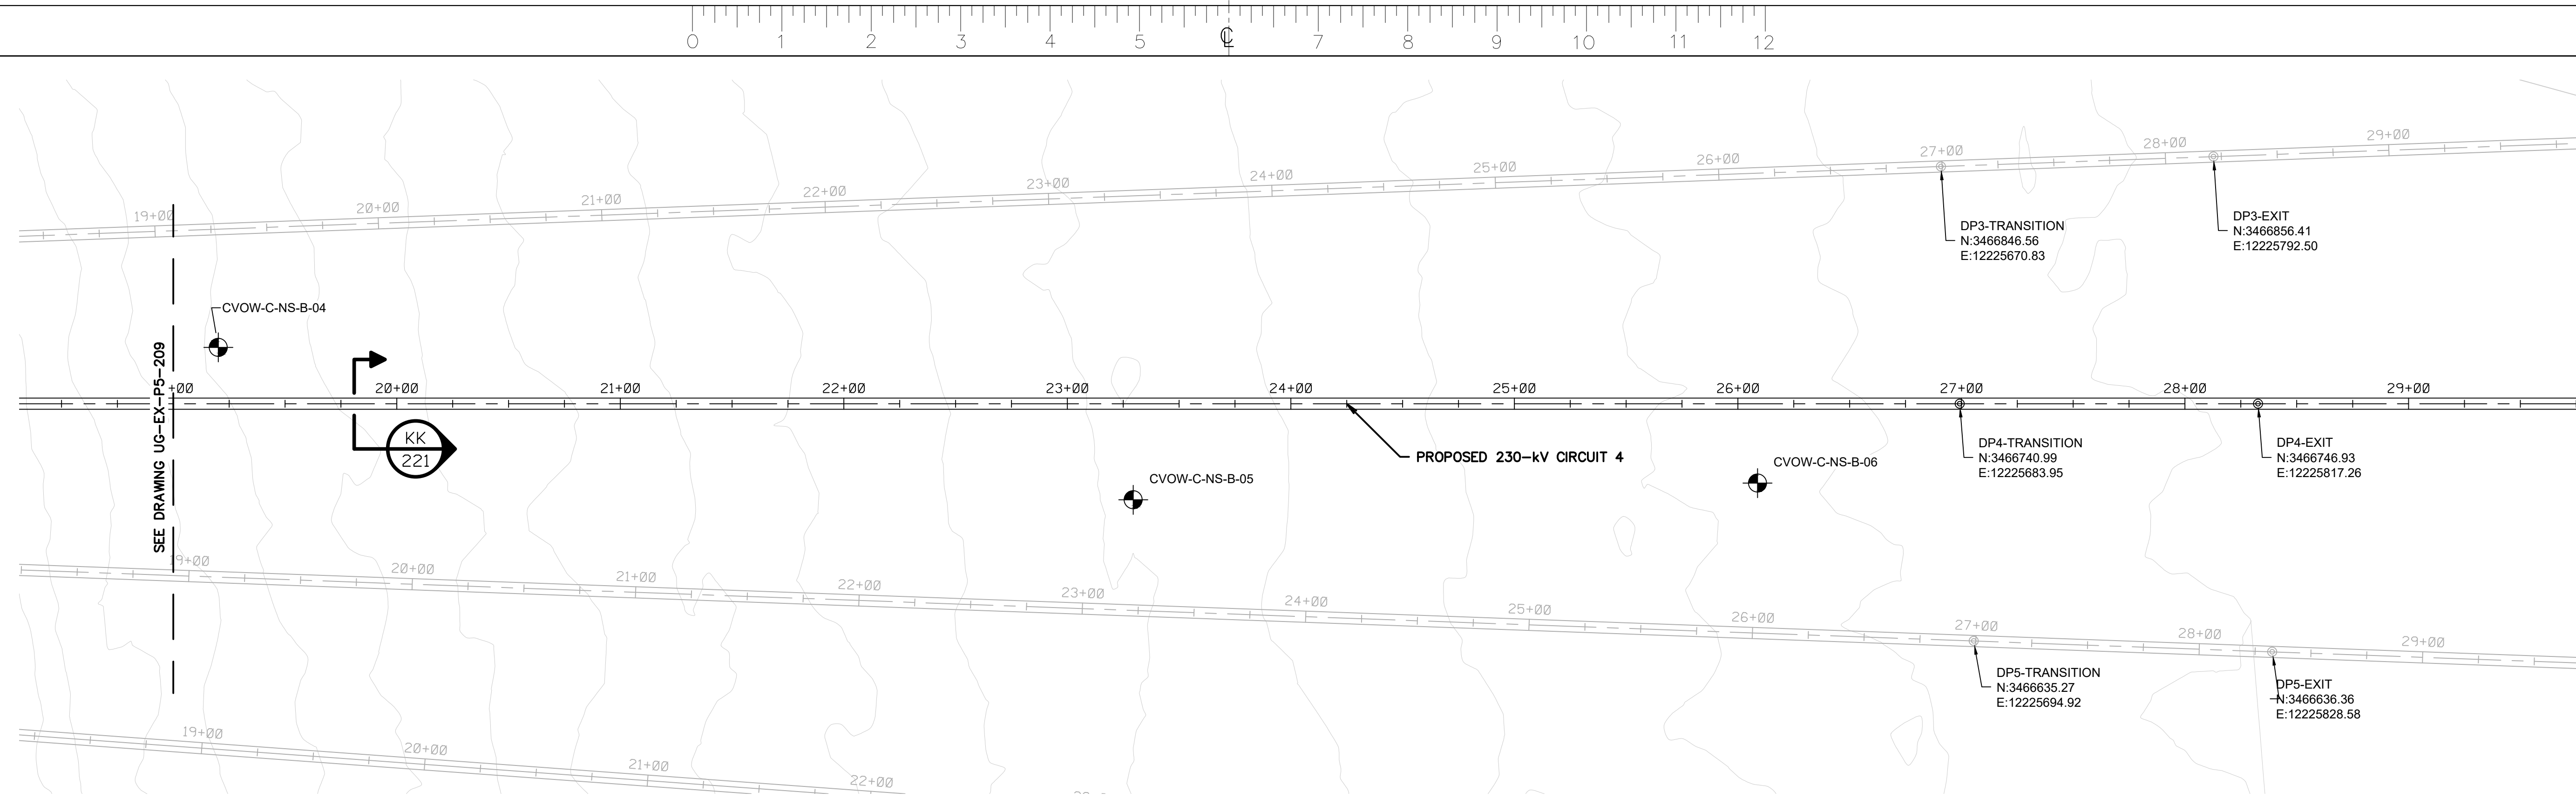 0 1 2 3 4 5 ℄ 7 8 9 10 11 12
19+00 20+00 21+00 22+00 23+00 24+00 25+00 26+00 27+00 28+00 29+00
DP3-TRANSITION
N:3466846.56
E:12225670.83
DP3-EXIT
N:3466856.41
E:12225792.50
CVOW-C-NS-B-04
SEE DRAWING UG-EX-P5-209
+00 20+00 21+00 22+00 23+00 24+00 25+00 26+00 27+00 28+00 29+00
KK
221
PROPOSED 230-kV CIRCUIT 4
CVOW-C-NS-B-05
CVOW-C-NS-B-06
DP4-TRANSITION
N:3466740.99
E:12225683.95
DP4-EXIT
N:3466746.93
E:12225817.26
19+00 20+00 21+00 22+00 23+00 24+00 25+00 26+00 27+00 28+00 29+00
DP5-TRANSITION
N:3466635.27
E:12225694.92
DP5-EXIT
N:3466636.36
E:12225828.58
19+00 20+00 21+00 22+00